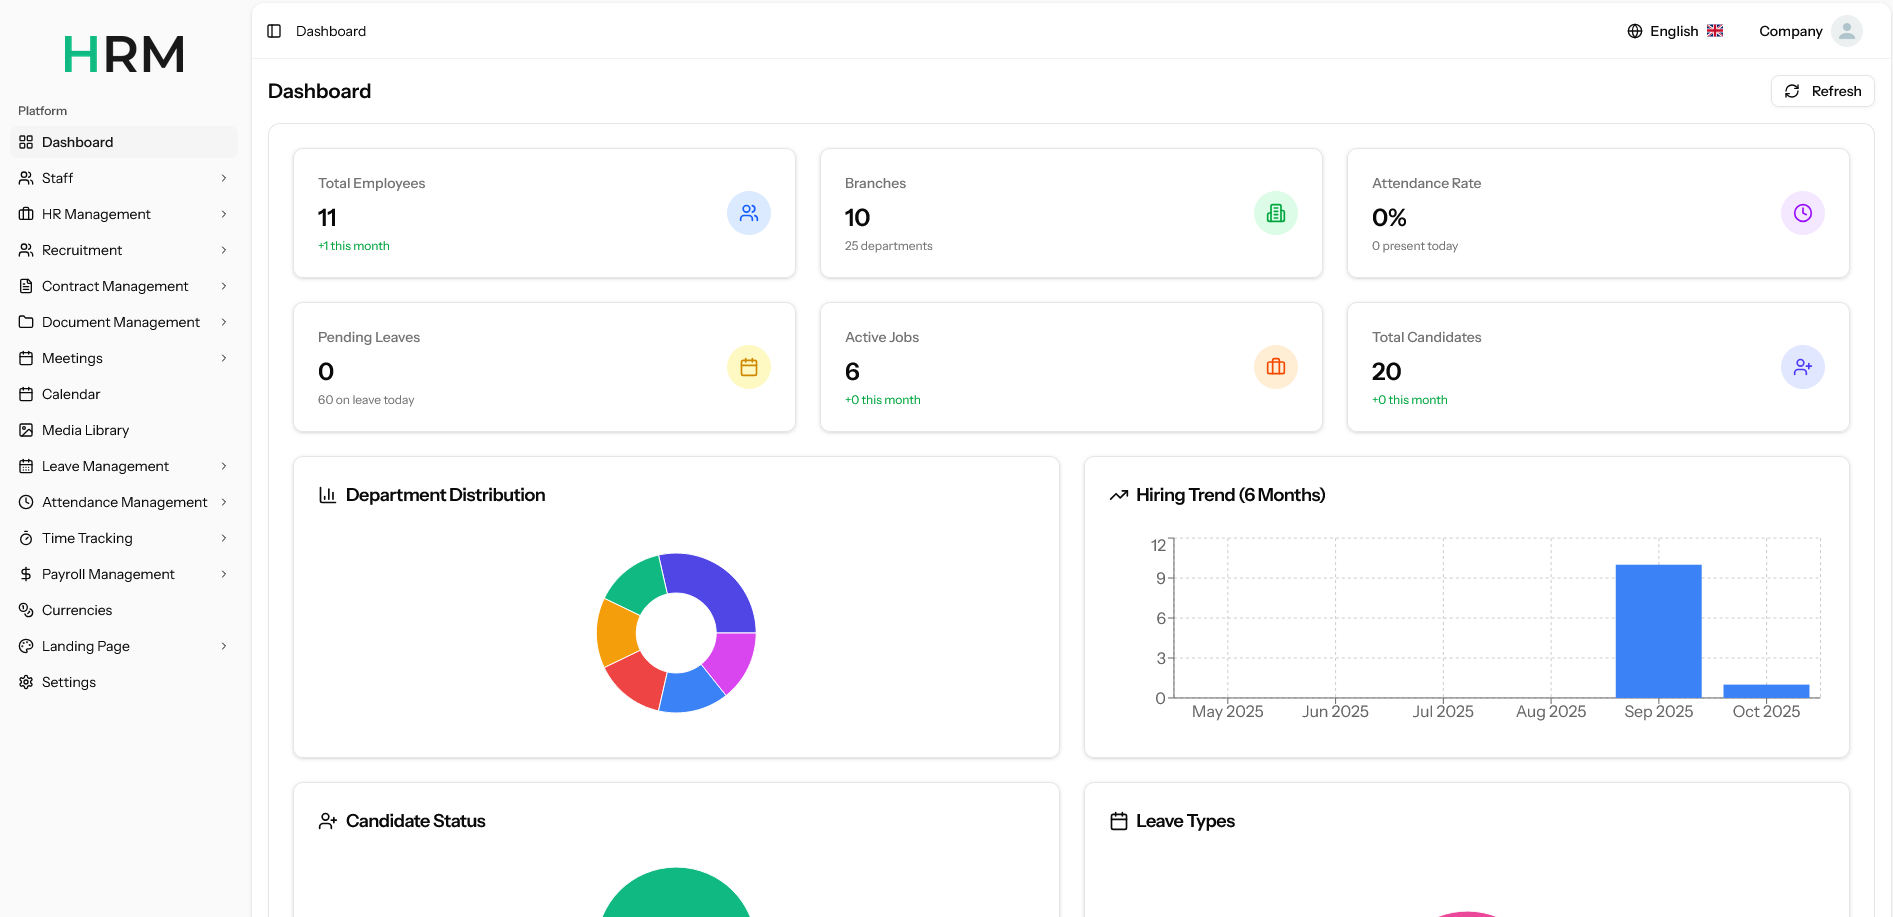 HRM
Platform
Dashboard
Staff
HR Management
Recruitment
Contract Management
Document Management
Meetings
Calendar
Media Library
Leave Management
Attendance Management
Time Tracking
Payroll Management
Currencies
Landing Page
Settings
Dashboard
English
Company
Dashboard
Refresh
Total Employees
11
+1 this month
Branches
10
25 departments
Attendance Rate
0%
0 present today
Pending Leaves
0
60 on leave today
Active Jobs
6
+0 this month
Total Candidates
20
+0 this month
Department Distribution
Hiring Trend (6 Months)
12
9
6
3
0
May 2025 Jun 2025 Jul 2025 Aug 2025 Sep 2025 Oct 2025
Candidate Status
Leave Types